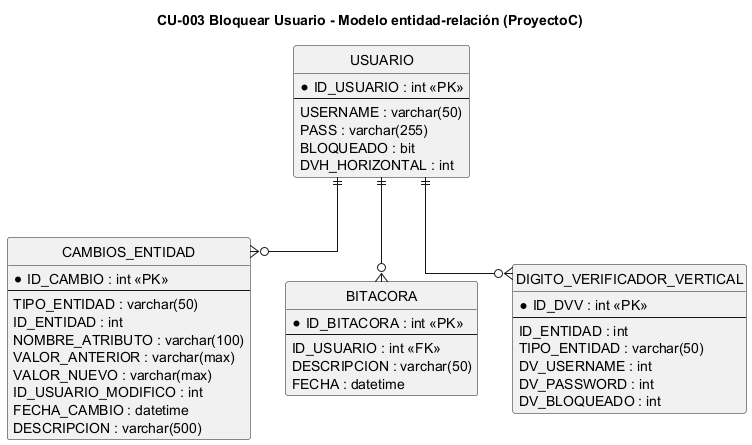 CU-003 Bloquear Usuario - Modelo entidad-relación (ProyectoC)
USUARIO
ID_USUARIO : int «PK»
USERNAME : varchar(50)
PASS : varchar(255)
BLOQUEADO : bit
DVH_HORIZONTAL : int
CAMBIOS_ENTIDAD
ID_CAMBIO : int «PK»
TIPO_ENTIDAD : varchar(50)
ID_ENTIDAD : int
NOMBRE_ATRIBUTO : varchar(100)
VALOR_ANTERIOR : varchar(max)
VALOR_NUEVO : varchar(max)
ID_USUARIO_MODIFICO : int
FECHA_CAMBIO : datetime
DESCRIPCION : varchar(500)
BITACORA
ID_BITACORA : int «PK»
ID_USUARIO : int «FK»
DESCRIPCION : varchar(50)
FECHA : datetime
DIGITO_VERIFICADOR_VERTICAL
ID_DVV : int «PK»
ID_ENTIDAD : int
TIPO_ENTIDAD : varchar(50)
DV_USERNAME : int
DV_PASSWORD : int
DV_BLOQUEADO : int